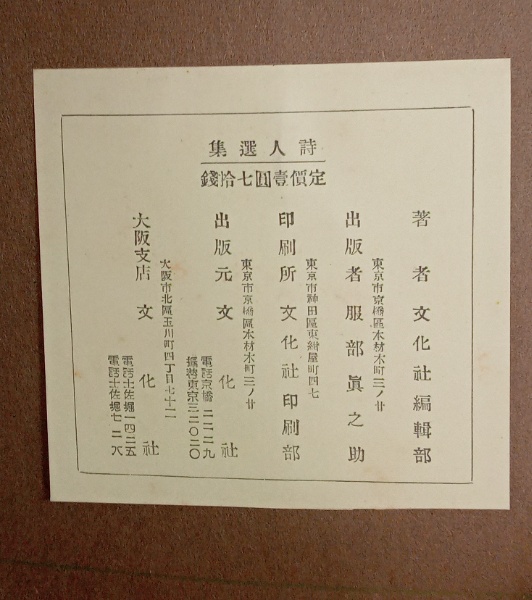 詩人選集
定價壹圓七拾錢
著者 文化社編輯部
東京市京橋區木材木町三ノ廿
出版者 服部眞之助
東京市神田區東紺屋町四七
印刷所 文化社印刷部
東京市京橋區木材木町三ノ廿
出版元 文化社
電話京橋二二二九
振替東京三二〇二〇
大阪市北區玉川町四丁目七十二
大阪支店 文化社
電話土佐堀一四二五
電話土佐堀七二八